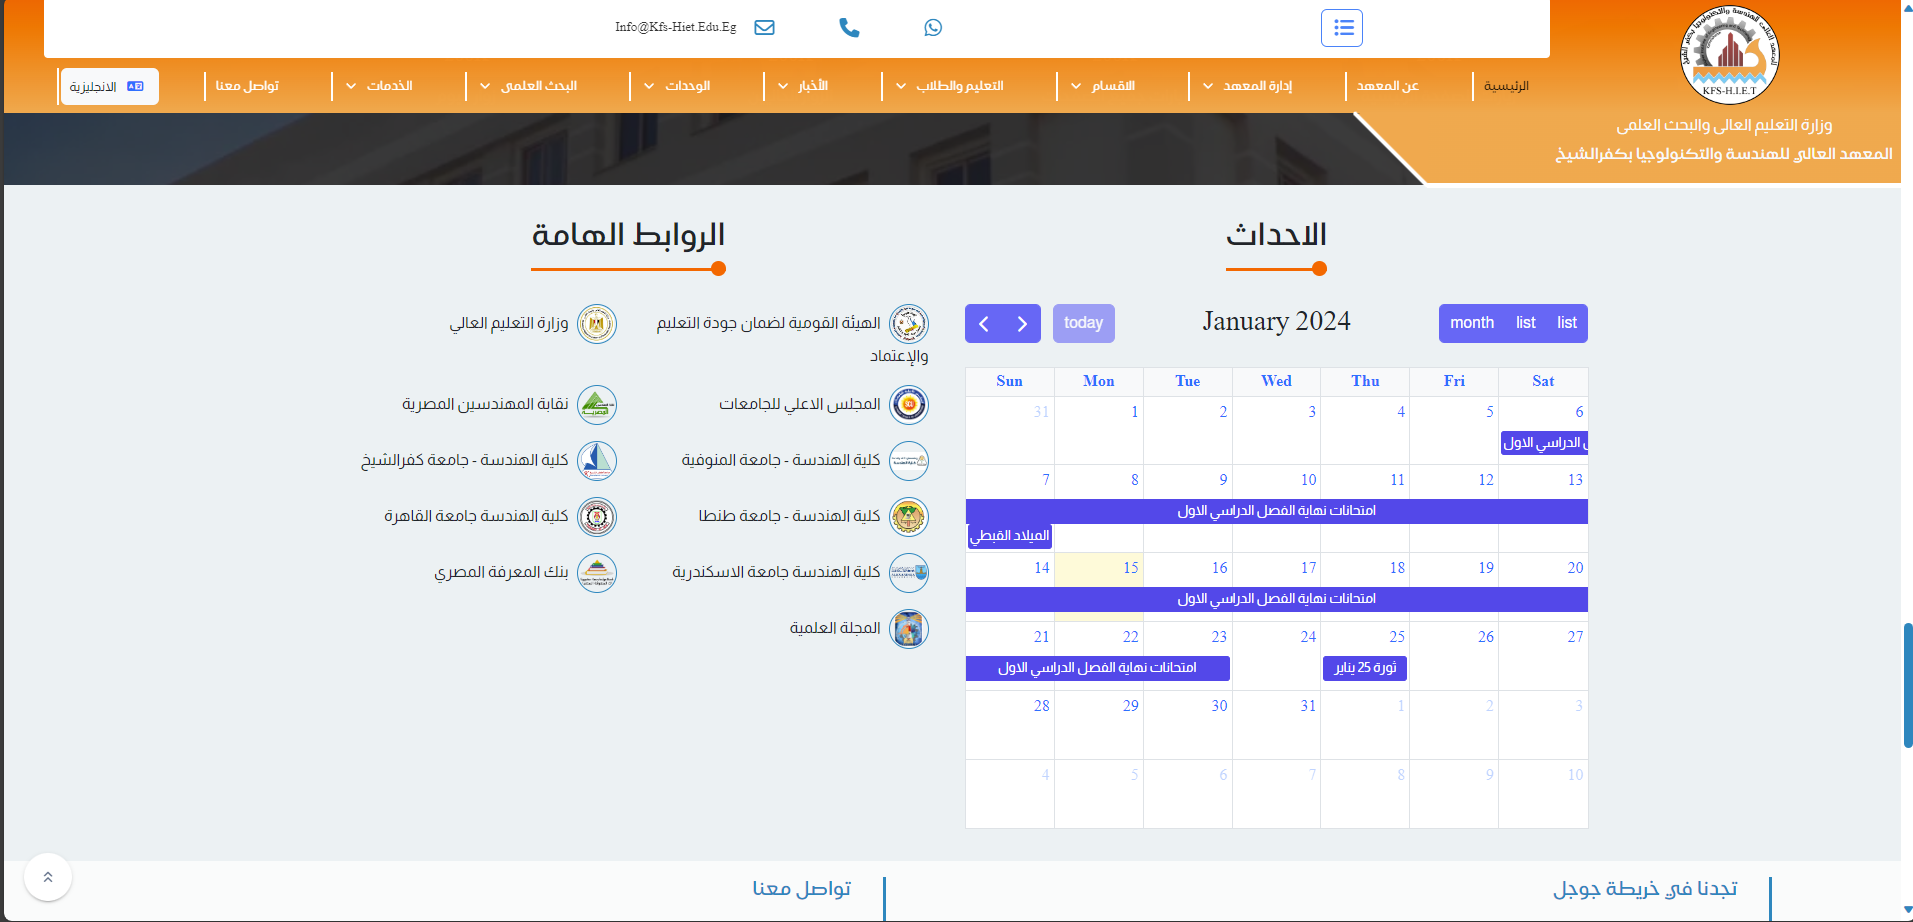 Info@Kfs-Hiet.Edu.Eg
KFS-H.I.E.T
وزارة التعليم العالى والبحث العلمى
المعهد العالي للهندسة والتكنولوجيا بكفرالشيخ
الرئيسية
عن المعهد
إدارة المعهد
الاقسام
التعليم والطلاب
الأخبار
الوحدات
البحث العلمى
الخدمات
تواصل معنا
الانجليزية
الاحداث
today
January 2024
month list list
Sun Mon Tue Wed Thu Fri Sat
31 1 2 3 4 5 6
الدراسي الاول
7 8 9 10 11 12 13
امتحانات نهاية الفصل الدراسي الاول
الميلاد القبطي
14 15 16 17 18 19 20
امتحانات نهاية الفصل الدراسي الاول
21 22 23 24 25 26 27
امتحانات نهاية الفصل الدراسي الاول
ثورة 25 يناير
28 29 30 31 1 2 3
4 5 6 7 8 9 10
الروابط الهامة
الهيئة القومية لضمان جودة التعليم
والإعتماد
وزارة التعليم العالي
المجلس الاعلي للجامعات
نقابة المهندسين المصرية
كلية الهندسة - جامعة المنوفية
كلية الهندسة - جامعة كفرالشيخ
كلية الهندسة - جامعة طنطا
كلية الهندسة جامعة القاهرة
كلية الهندسة جامعة الاسكندرية
بنك المعرفة المصري
المجلة العلمية
تجدنا في خريطة جوجل
تواصل معنا